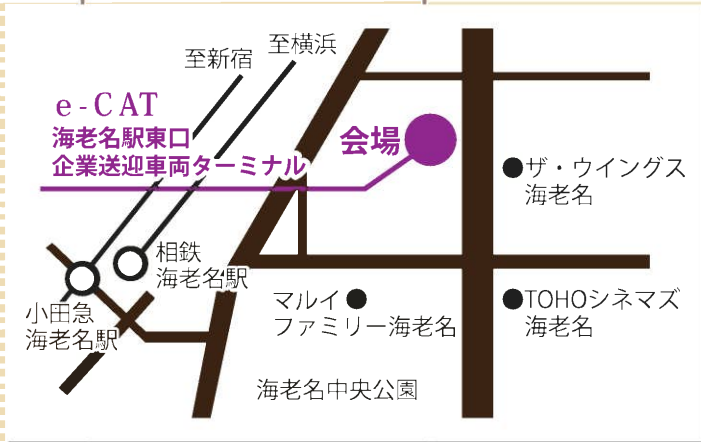 至新宿
至横浜
e-CAT
海老名駅東口
企業送迎車両ターミナル
会場
ザ・ウイングス
海老名
相鉄
海老名駅
小田急
海老名駅
マルイ
ファミリー海老名
TOHOシネマズ
海老名
海老名中央公園